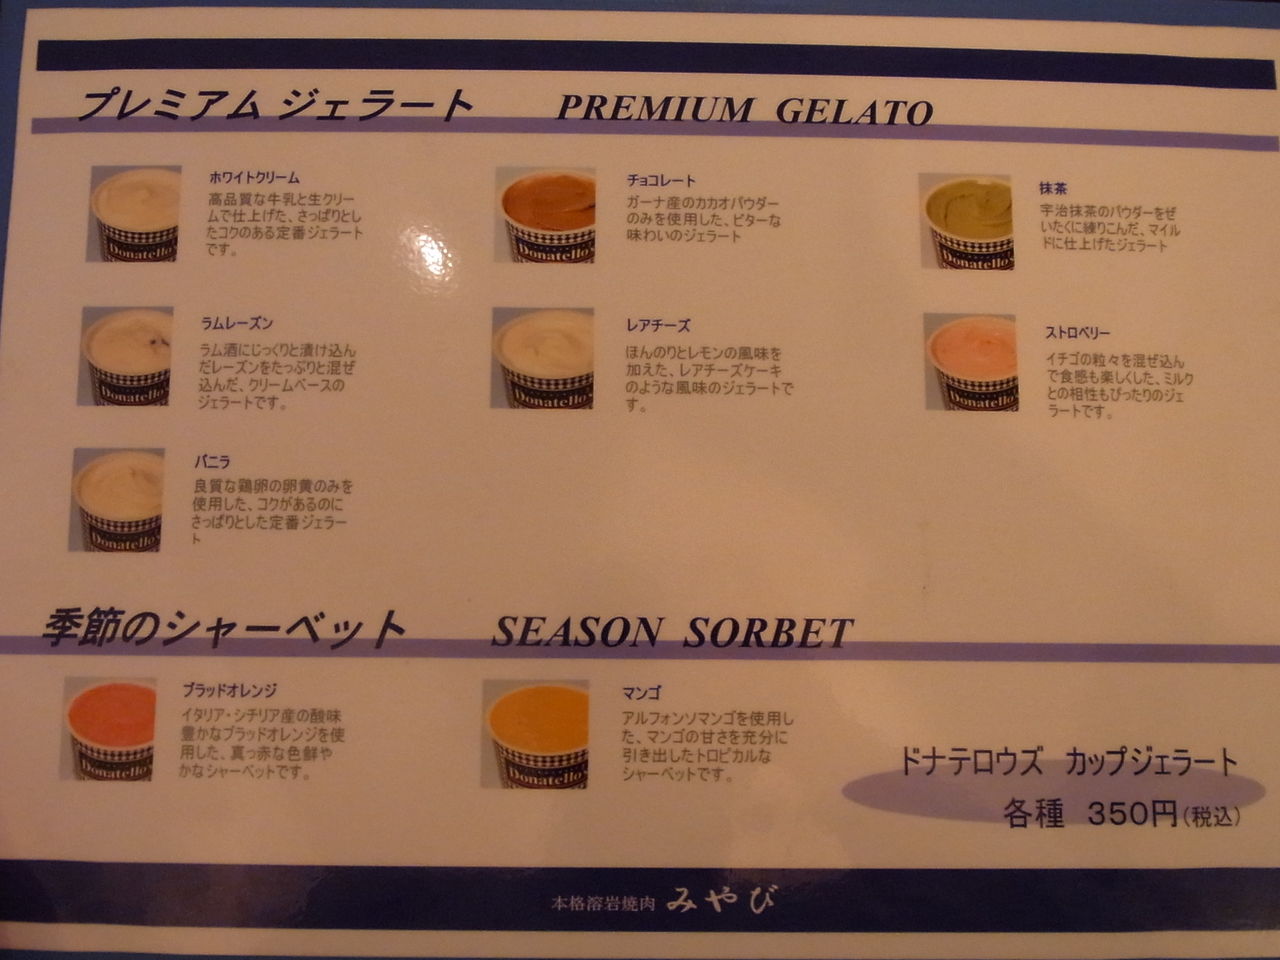 プレミアム ジェラート PREMIUM GELATO
ホワイトクリーム
高品質な牛乳と生クリー
ムで仕上げた、さっぱりとし
たコクのある定番ジェラート
です。
チョコレート
ガーナ産のカカオパウダー
のみを使用した、ビターな
味わいのジェラート
抹茶
宇治抹茶のパウダーをぜ
いたくに練りこんだ、マイル
ドに仕上げたジェラート
Donatello
Donatello
Donatello
ラムレーズン
ラム酒にじっくりと漬け込ん
だレーズンをたっぷりと混ぜ
込んだ、クリームベースの
ジェラートです。
レアチーズ
ほんのりとレモンの風味を
加えた、レアチーズケーキ
のような風味のジェラートで
す。
ストロベリー
イチゴの粒々を混ぜ込ん
で食感も楽しくした、ミルク
との相性もぴったりのジェ
ラートです。
Donatello
Donatello
Donatello
バニラ
良質な鶏卵の卵黄のみを
使用した、コクがあるのに
さっぱりとした定番ジェラー
ト
Donatello
季節のシャーベット SEASON SORBET
ブラッドオレンジ
イタリア・シチリア産の酸味
豊かなブラッドオレンジを使
用した、真っ赤な色鮮や
かなシャーベットです。
マンゴ
アルフォンソマンゴを使用し
た、マンゴの甘さを充分に
引き出したトロピカルな
シャーベットです。
Donatello
Donatello
ドナテロウズ カップジェラート
各種 350円(税込)
本格溶岩焼肉 みやび